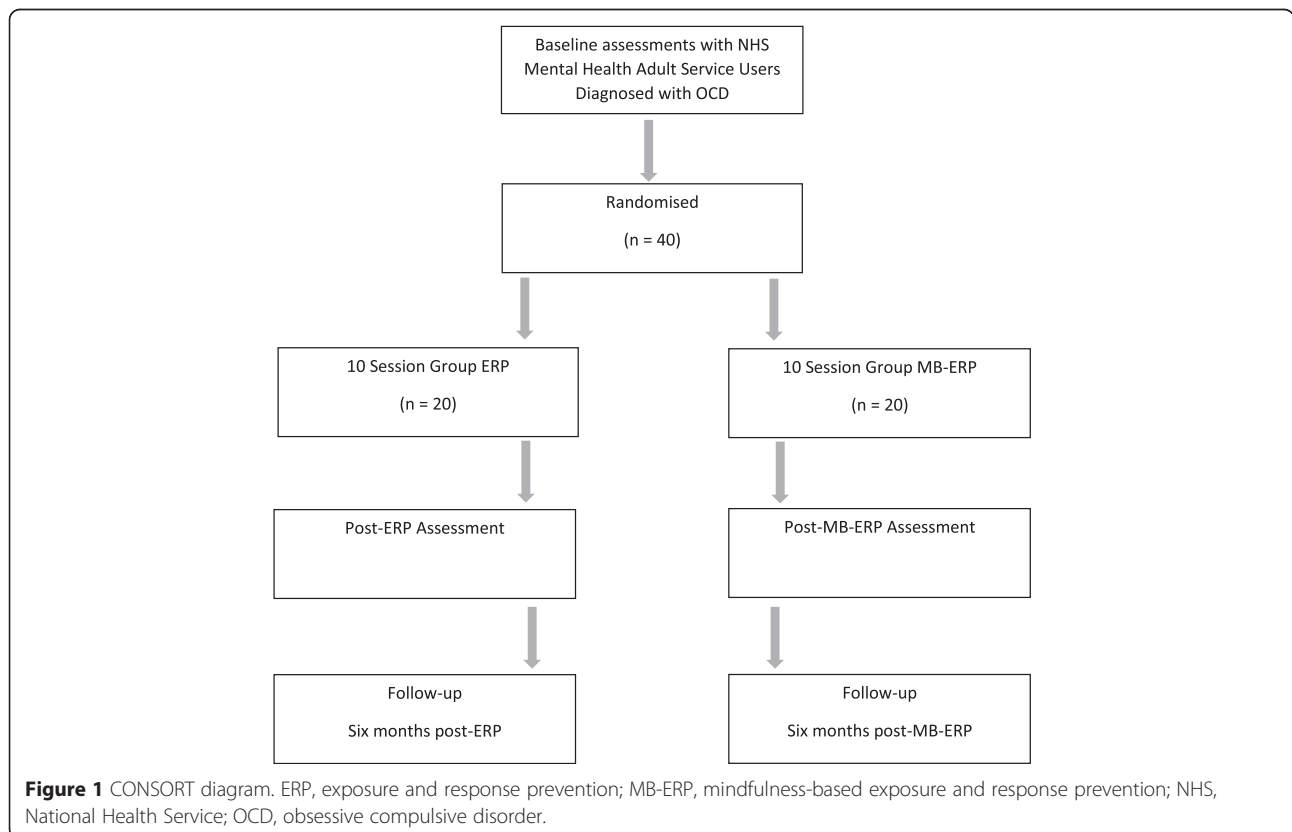 Baseline assessments with NHS
Mental Health Adult Service Users
Diagnosed with OCD
Randomised
(n = 40)
10 Session Group ERP
(n = 20)
10 Session Group MB-ERP
(n = 20)
Post-ERP Assessment
Post-MB-ERP Assessment
Follow-up
Six months post-ERP
Follow-up
Six months post-MB-ERP
Figure 1 CONSORT diagram. ERP, exposure and response prevention; MB-ERP, mindfulness-based exposure and response prevention; NHS,
National Health Service; OCD, obsessive compulsive disorder.